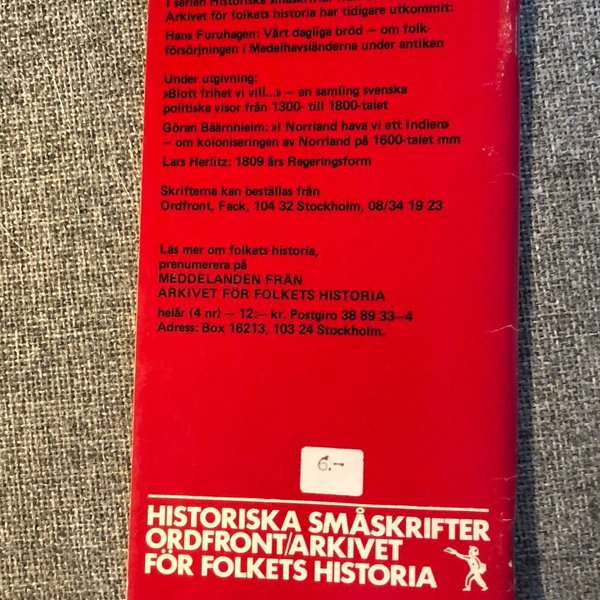 I serien Historiska småskrifter
Arkivet för folkets historia har tidigare utkommit:
Hans Furuhagen: Vårt dagliga bröd – om folk-
försörjningen i Medelhavsländerna under antiken
Under utgivning:
»Blott frihet vi vill...» – en samling svenska
politiska visor från 1300- till 1800-talet
Göran Bäärnhielm: »I Norrland hava vi ett Indien»
– om koloniseringen av Norrland på 1600-talet mm
Lars Herlitz: 1809 års Regeringsform
Skrifterna kan beställas från
Ordfront, Fack, 104 32 Stockholm, 08/34 19 23
Läs mer om folkets historia,
prenumerera på
MEDDELANDEN FRÅN
ARKIVET FÖR FOLKETS HISTORIA
helår (4 nr) – 12:– kr. Postgiro 38 89 33–4
Adress: Box 16213, 103 24 Stockholm.
6.-
HISTORISKA SMÅSKRIFTER
ORDFRONT/ARKIVET
FÖR FOLKETS HISTORIA